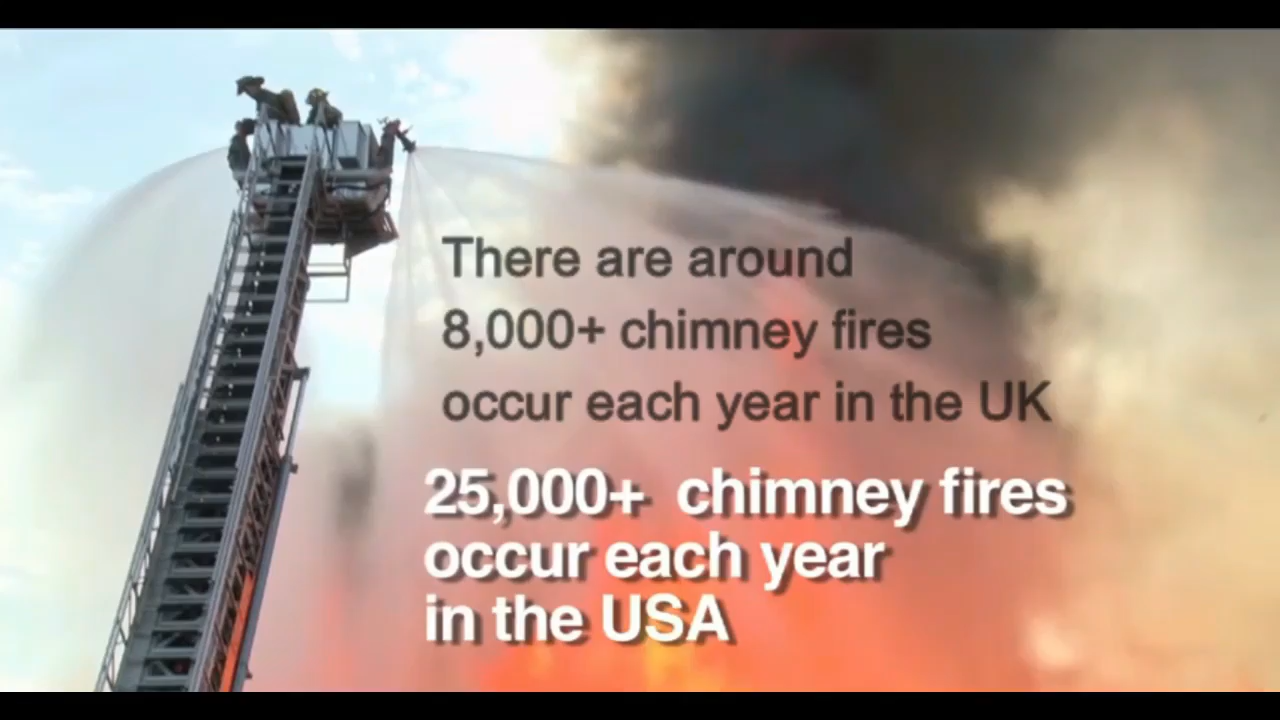 There are around
8,000+ chimney fires
occur each year in the UK
25,000+ chimney fires
occur each year
in the USA